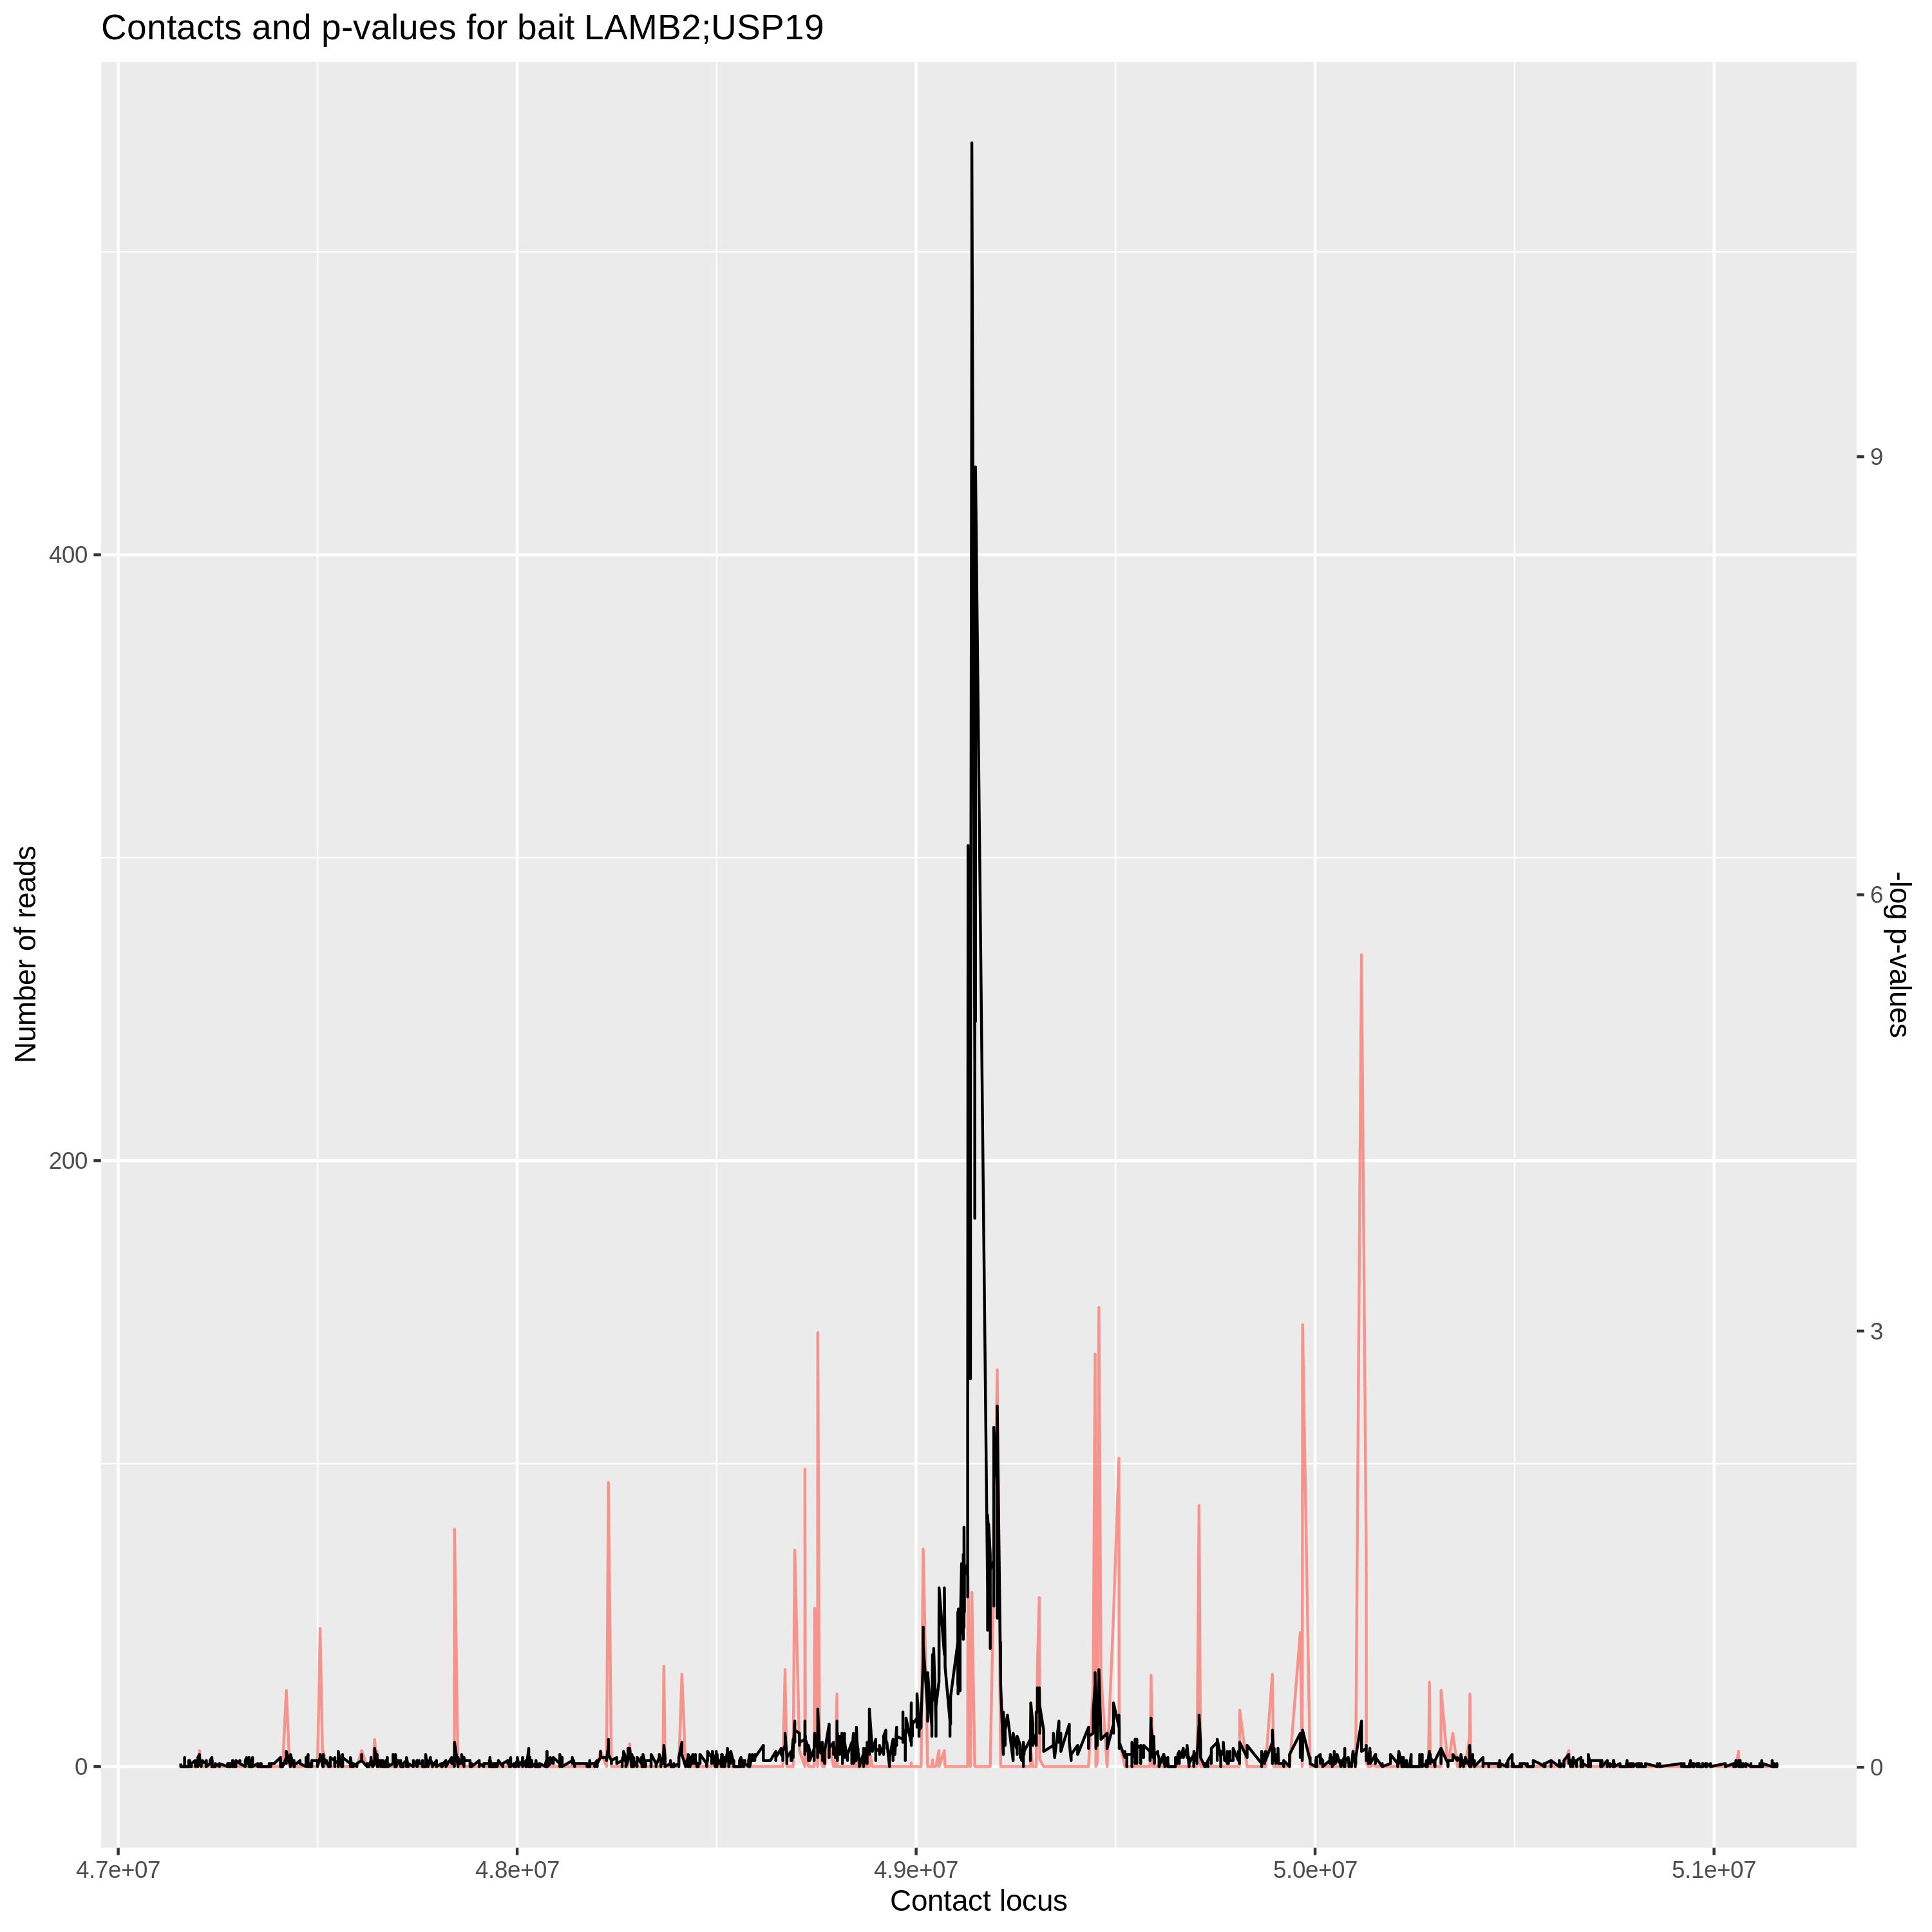 Contacts and p-values for bait LAMB2;USP19
Number of reads
400
200
0
9
6
3
0
-log p-values
4.7e+07
4.8e+07
4.9e+07
5.0e+07
5.1e+07
Contact locus